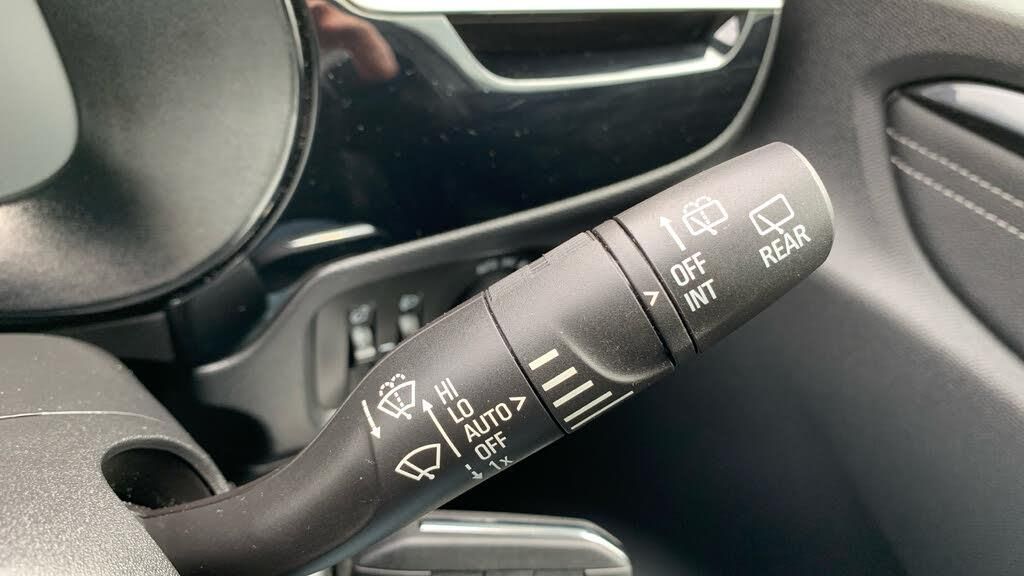 HI
LO
AUTO >
OFF
1x
> OFF
INT
REAR